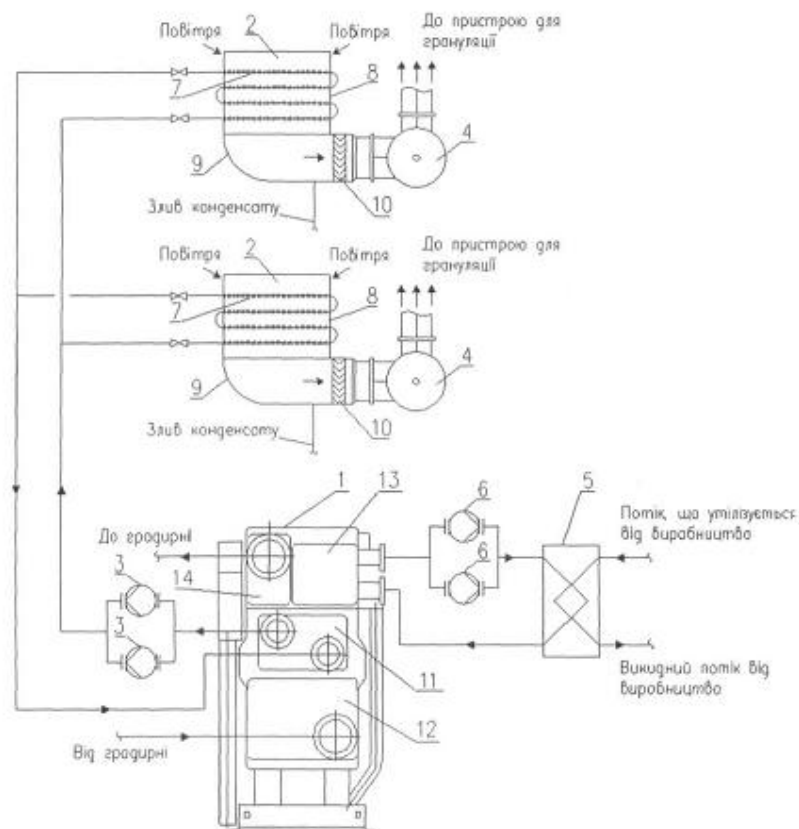 До пристрою для
грануляції
Повітря
2
Повітря
7
8
4
9
10
Злив конденсату
До пристрою для
грануляції
Повітря
2
Повітря
7
8
4
9
10
Злив конденсату
1
13
6
5
Потік, що утилізується
від виробництво
До градирні
3
14
6
3
11
Викидний потік від
виробництво
12
Від градирні